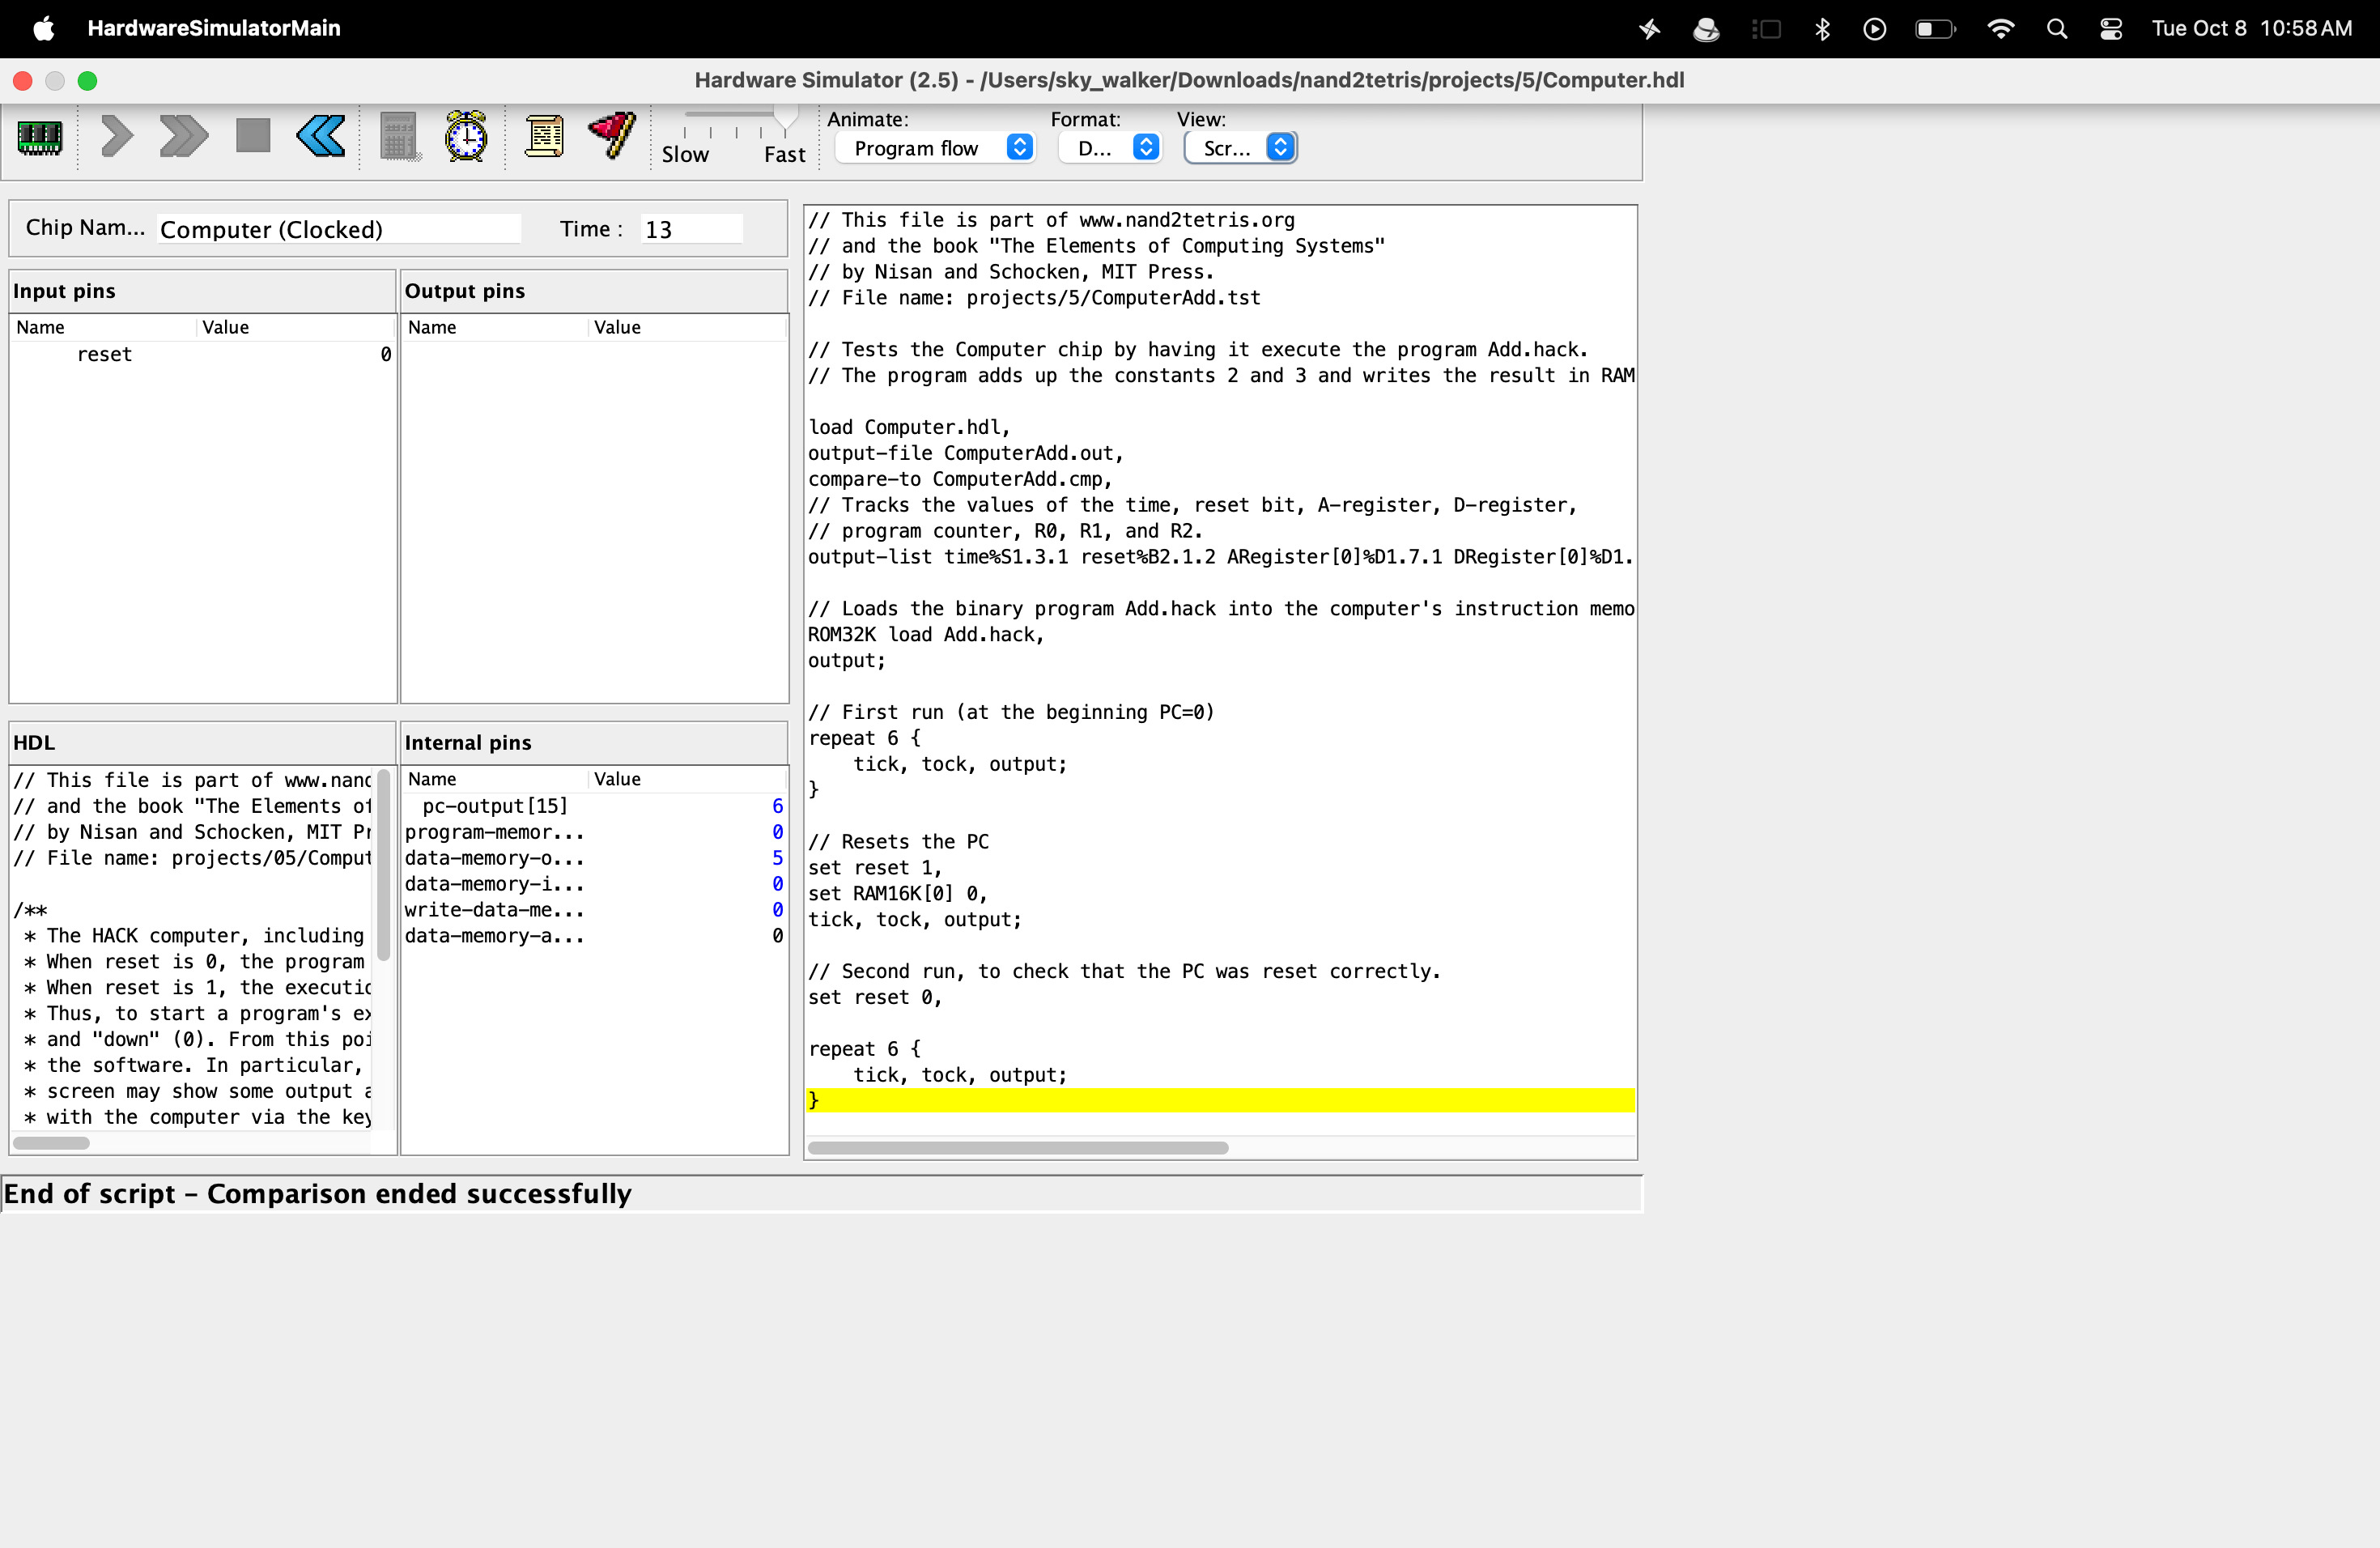 HardwareSimulatorMain
Tue Oct 8 10:58 AM
Hardware Simulator (2.5) - /Users/sky_walker/Downloads/nand2tetris/projects/5/Computer.hdl
Slow
Fast
Animate:
Program flow
Format:
D...
View:
Scr...
Chip Nam...
Computer (Clocked)
Time :
13
Input pins
Name Value
reset 0
Output pins
Name Value
HDL
// This file is part of www.nand
// and the book "The Elements of
// by Nisan and Schocken, MIT Pr
// File name: projects/05/Comput
/**
* The HACK computer, including
* When reset is 0, the program
* When reset is 1, the executio
* Thus, to start a program's ex
* and "down" (0). From this poi
* the software. In particular,
* screen may show some output a
* with the computer via the key
Internal pins
Name Value
pc-output[15] 6
program-memor... 0
data-memory-o... 5
data-memory-i... 0
write-data-me... 0
data-memory-a... 0
// This file is part of www.nand2tetris.org
// and the book "The Elements of Computing Systems"
// by Nisan and Schocken, MIT Press.
// File name: projects/5/ComputerAdd.tst
// Tests the Computer chip by having it execute the program Add.hack.
// The program adds up the constants 2 and 3 and writes the result in RAM
load Computer.hdl,
output-file ComputerAdd.out,
compare-to ComputerAdd.cmp,
// Tracks the values of the time, reset bit, A-register, D-register,
// program counter, R0, R1, and R2.
output-list time%S1.3.1 reset%B2.1.2 ARegister[0]%D1.7.1 DRegister[0]%D1.
// Loads the binary program Add.hack into the computer's instruction memo
ROM32K load Add.hack,
output;
// First run (at the beginning PC=0)
repeat 6 {
tick, tock, output;
}
// Resets the PC
set reset 1,
set RAM16K[0] 0,
tick, tock, output;
// Second run, to check that the PC was reset correctly.
set reset 0,
repeat 6 {
tick, tock, output;
}
End of script – Comparison ended successfully